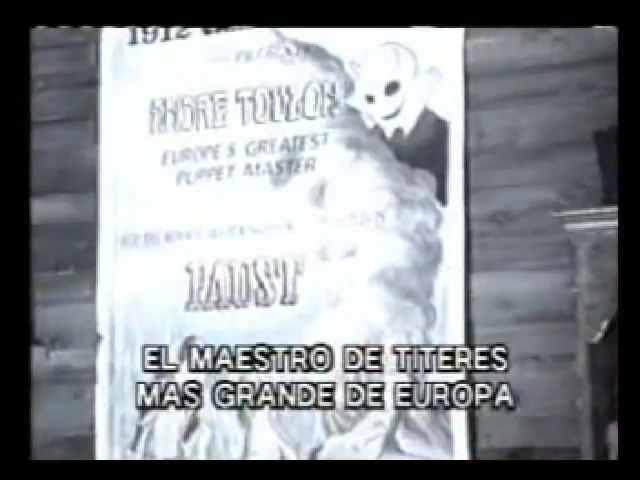 1912
ANDRE TOULON
EUROPE'S GREATEST
PUPPET MASTER
FAUST
EL MAESTRO DE TITERES
MAS GRANDE DE EUROPA